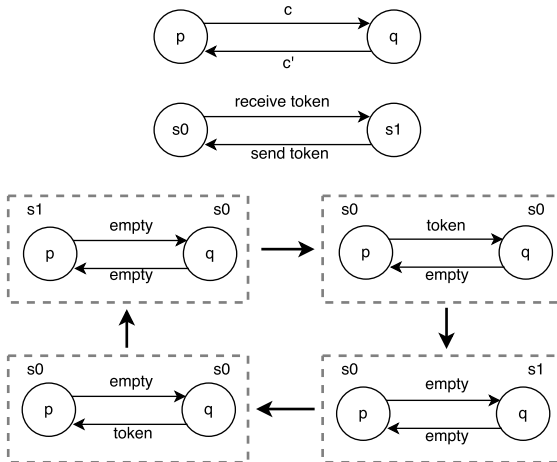 c
p q
c'
receive token
s0 s1
send token
s1 s0 s0 s0
empty token
p q p q
empty empty
s0 s0 s0 s1
empty empty
p q p q
token empty